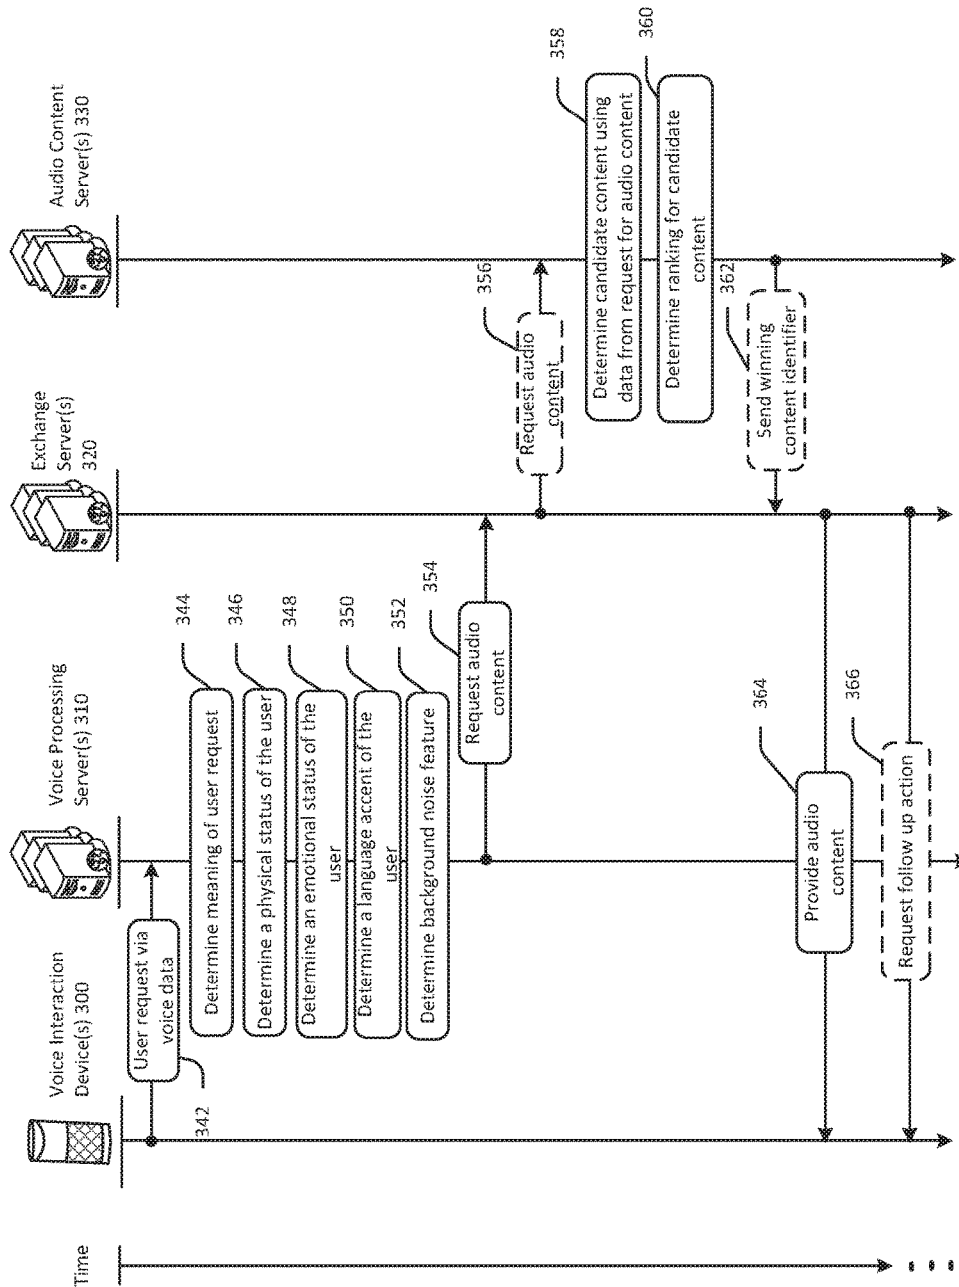 Time
Voice Interaction
Device(s) 300
Voice Processing
Server(s) 310
Exchange
Server(s)
320
Audio Content
Server(s) 330
User request via
voice data
342
Determine meaning of user request
344
Determine a physical status of the user
346
Determine an emotional status of the
user
348
Determine a language accent of the
user
350
Determine background noise feature
352
Request audio
content
354
Request audio
content
356
Determine candidate content using
data from request for audio content
358
Determine ranking for candidate
content
360
Send winning
content identifier
362
Provide audio
content
364
Request follow up action
366